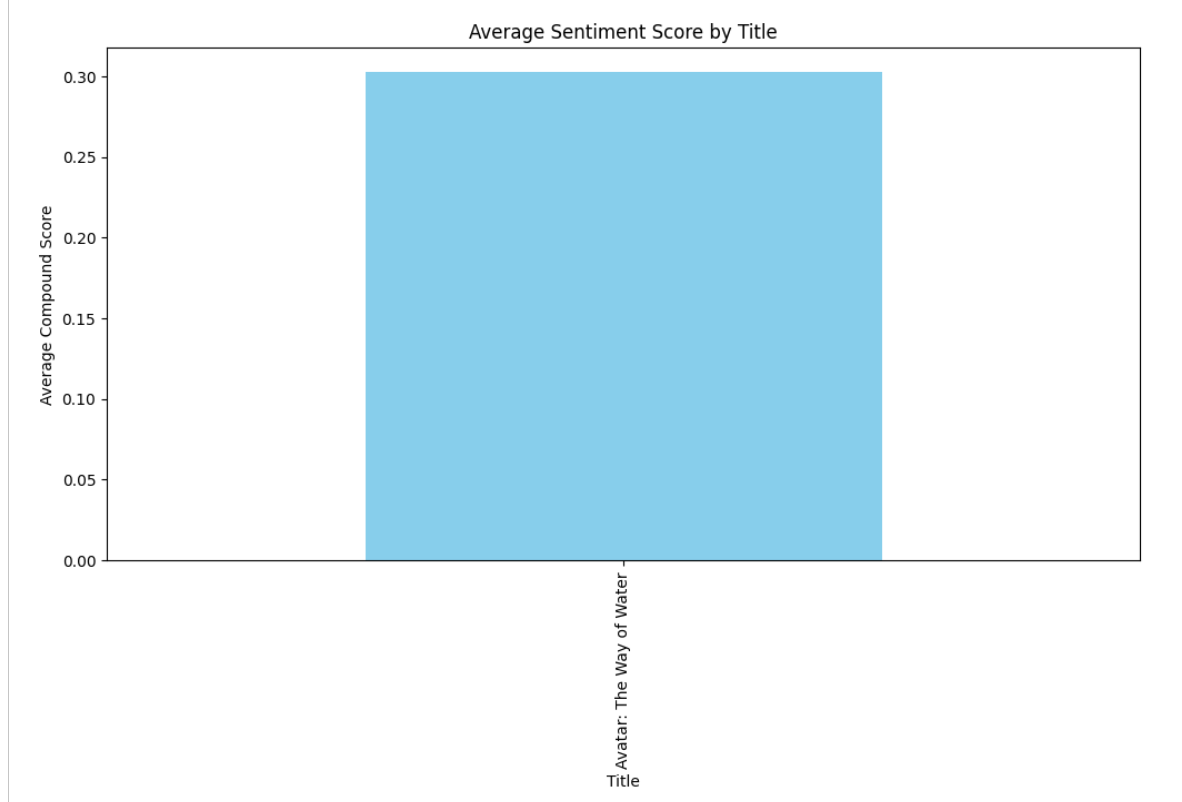 Average Sentiment Score by Title
Average Compound Score
0.30
0.25
0.20
0.15
0.10
0.05
0.00
Avatar: The Way of Water
Title